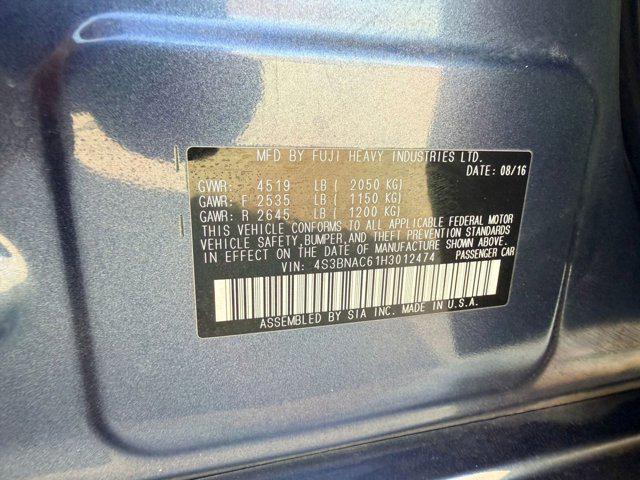 MFD BY FUJI HEAVY INDUSTRIES LTD.
DATE: 08/16
GVWR: 4519 LB ( 2050 KG)
GAWR: F 2535 LB ( 1150 KG)
GAWR: R 2645 LB ( 1200 KG)
THIS VEHICLE CONFORMS TO ALL APPLICABLE FEDERAL MOTOR
VEHICLE SAFETY,BUMPER,AND THEFT PREVENTION STANDARDS
IN EFFECT ON THE DATE OF MANUFACTURE SHOWN ABOVE.
VIN: 4S3BNAC61H3012474 PASSENGER CAR
ASSEMBLED BY SIA INC. MADE IN U.S.A.